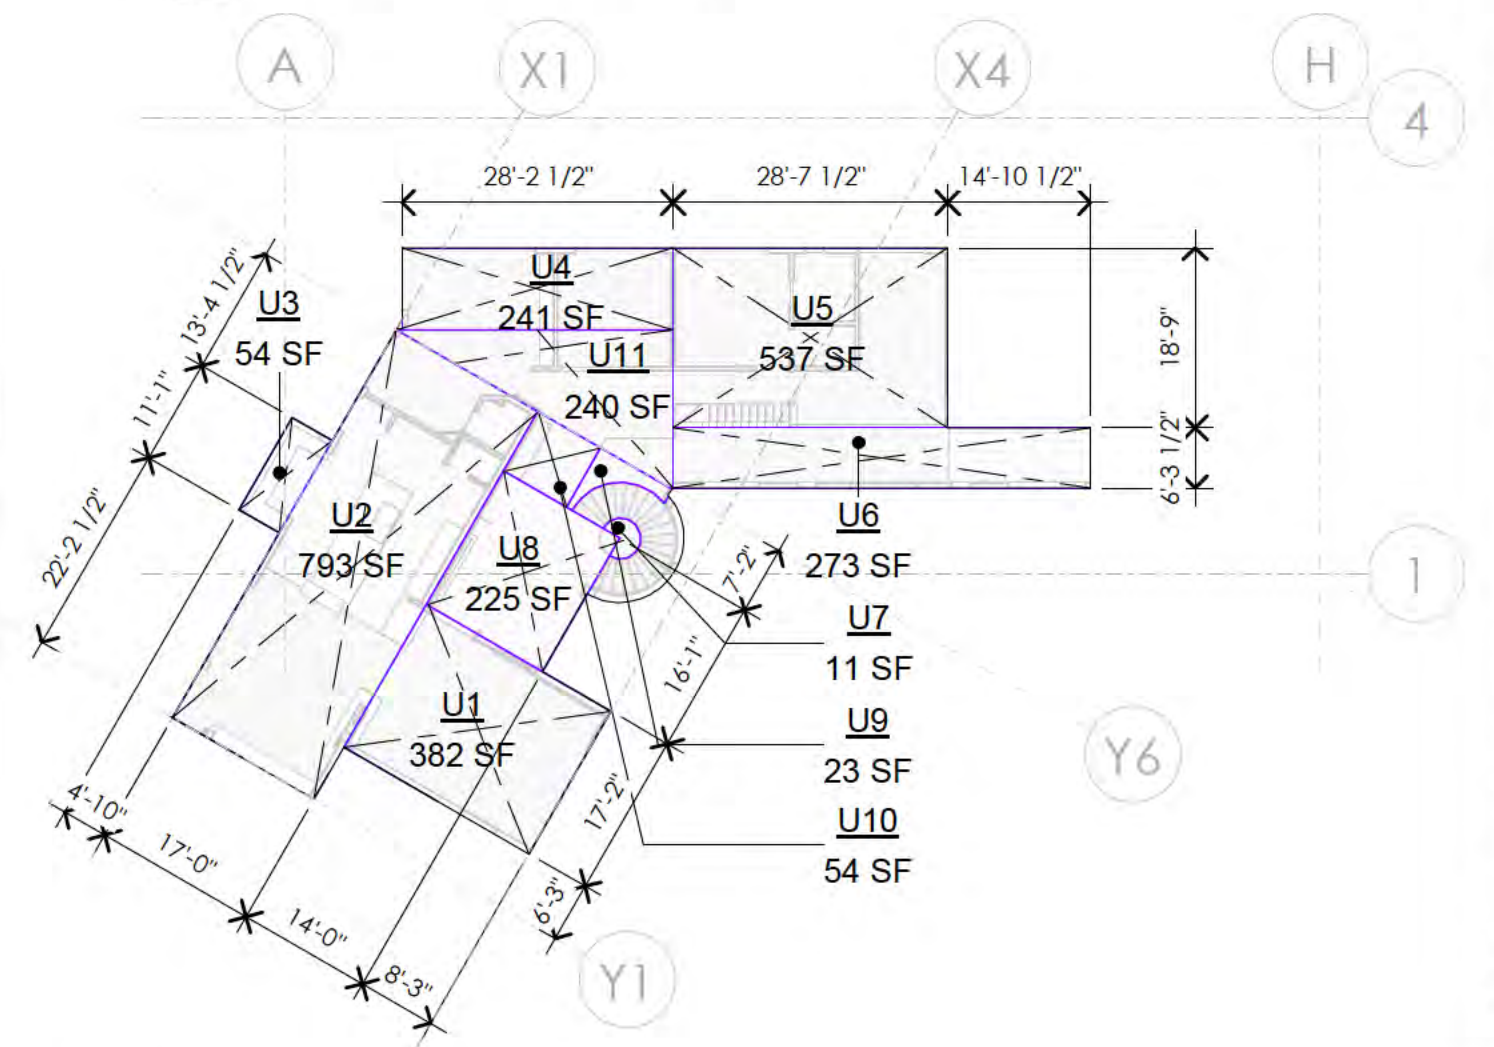 A
X1
X4
H
4
28'-2 1/2"
28'-7 1/2"
14'-10 1/2"
13'-4 1/2"
U3
54 SF
U4
241 SF
U5
537 SF
18'-9"
11'-1"
U11
240 SF
6'-3 1/2"
22'-2 1/2"
U2
793 SF
U8
225 SF
U6
273 SF
7'-2"
1
U7
11 SF
16'-1"
U1
382 SF
U9
23 SF
Y6
4'-10"
17'-2"
U10
54 SF
17'-0"
6'-3"
14'-0"
8'-3"
Y1